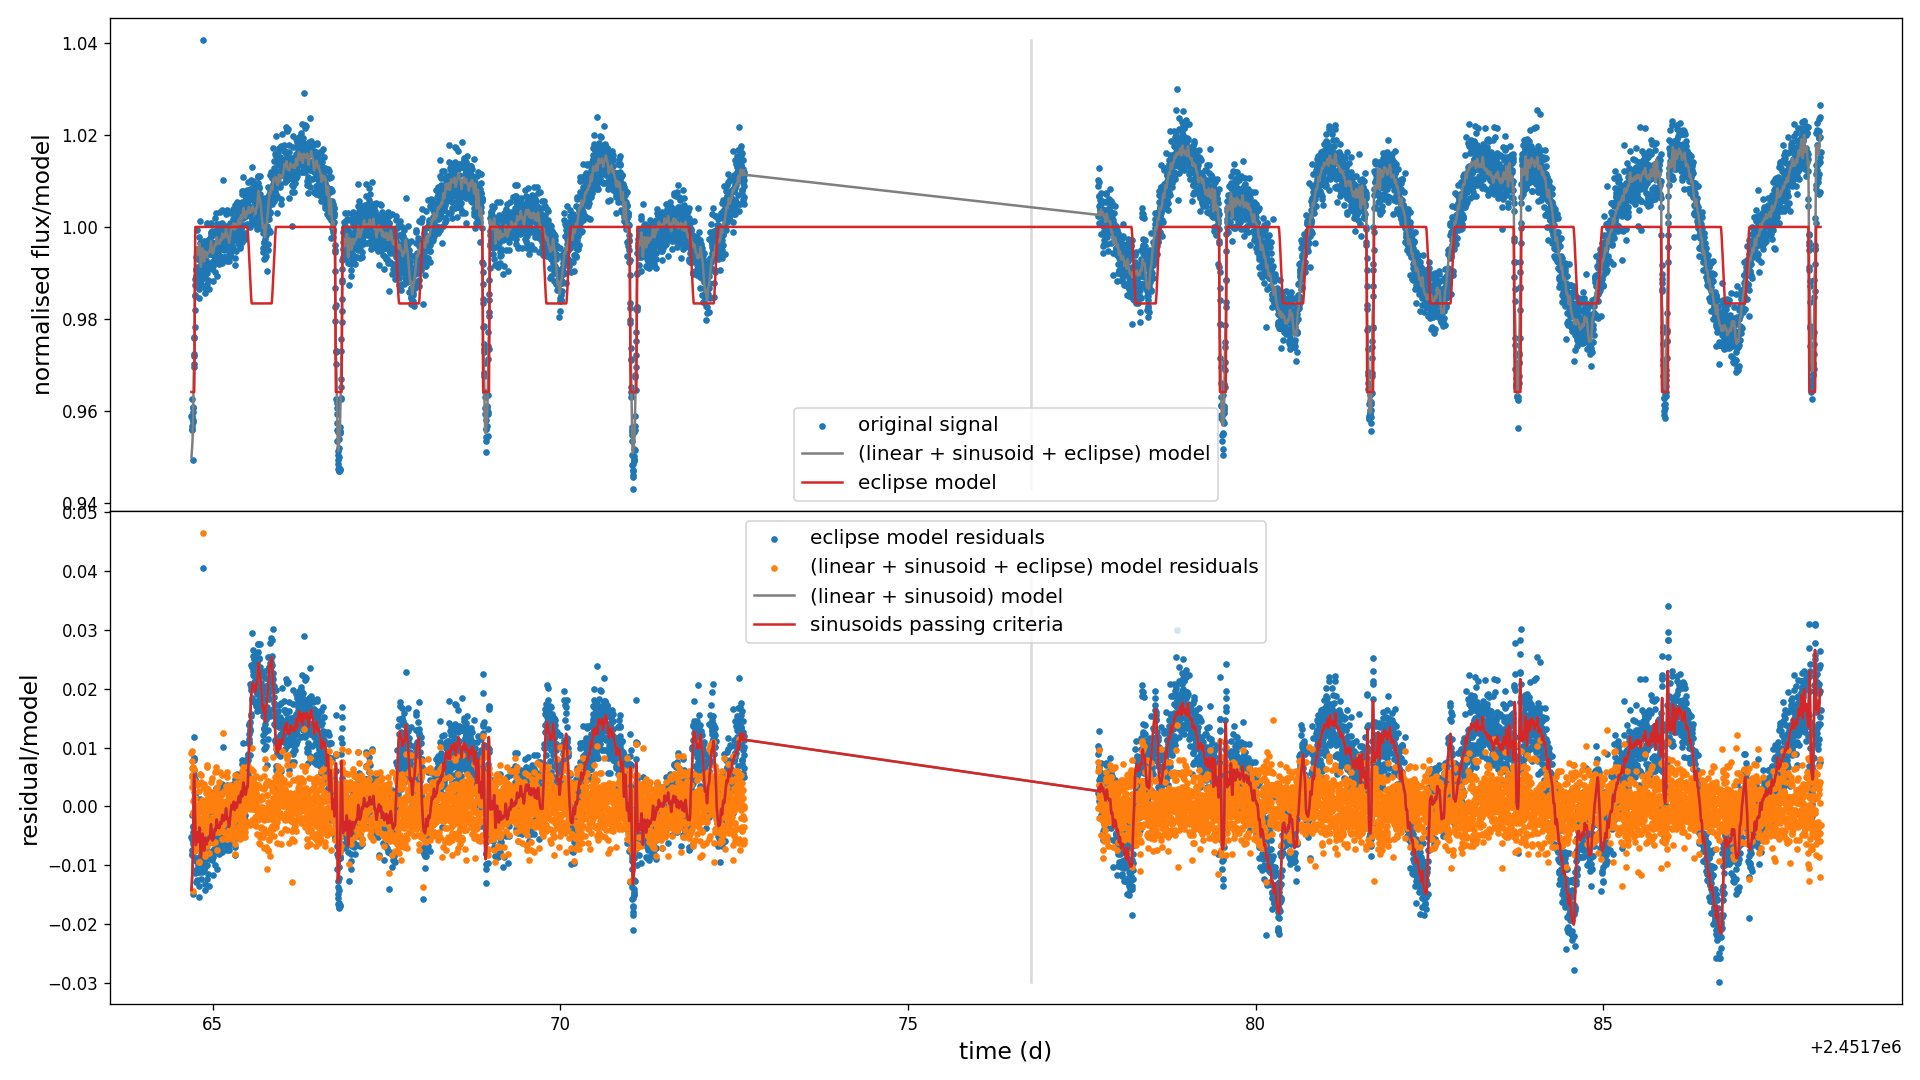 1.04
1.02
1.00
0.98
0.96
0.94
normalised flux/model
original signal
(linear + sinusoid + eclipse) model
eclipse model
0.05
0.04
0.03
0.02
0.01
0.00
−0.01
−0.02
−0.03
residual/model
eclipse model residuals
(linear + sinusoid + eclipse) model residuals
(linear + sinusoid) model
sinusoids passing criteria
65 70 75 80 85
time (d)
+2.4517e6